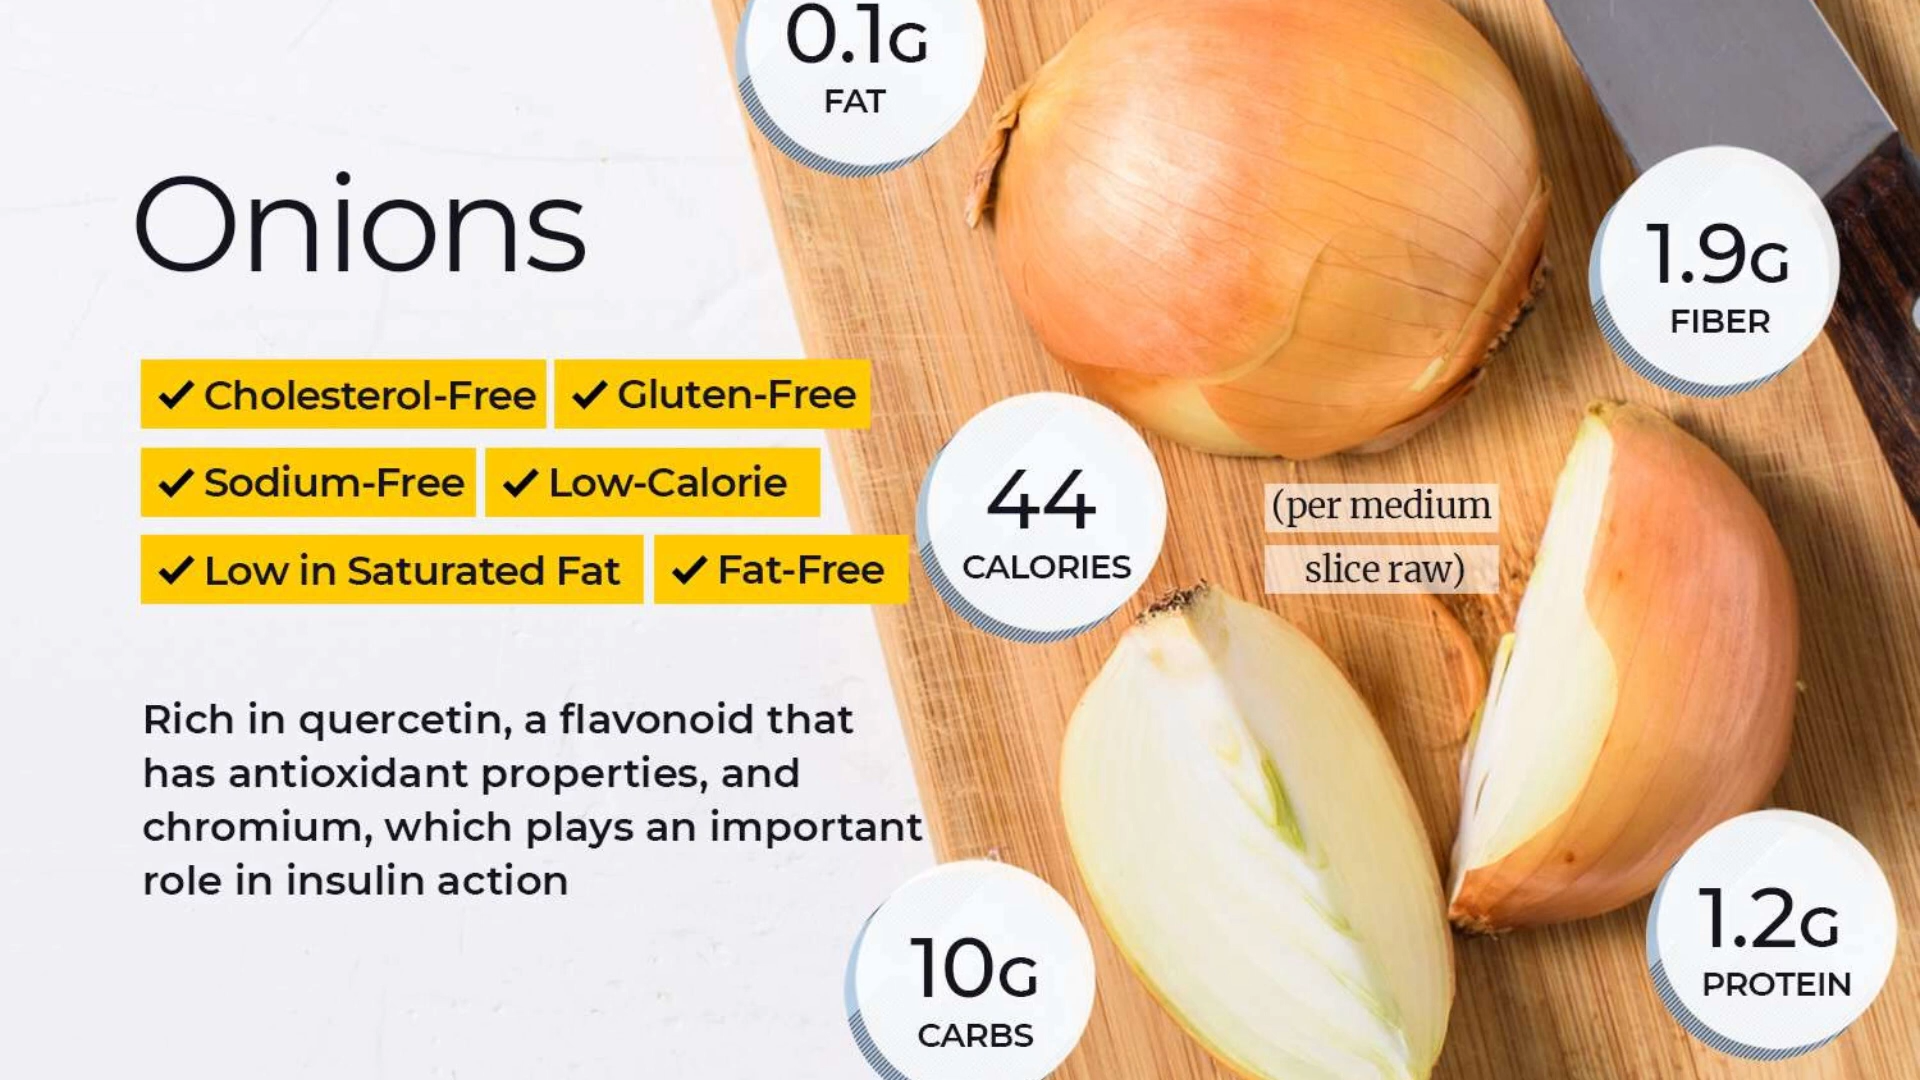 0.1G
FAT
Onions
1.9G
FIBER
✓ Cholesterol-Free ✓ Gluten-Free
✓ Sodium-Free ✓ Low-Calorie
✓ Low in Saturated Fat ✓ Fat-Free
44
CALORIES
(per medium
slice raw)
Rich in quercetin, a flavonoid that
has antioxidant properties, and
chromium, which plays an important
role in insulin action
10G
CARBS
1.2G
PROTEIN